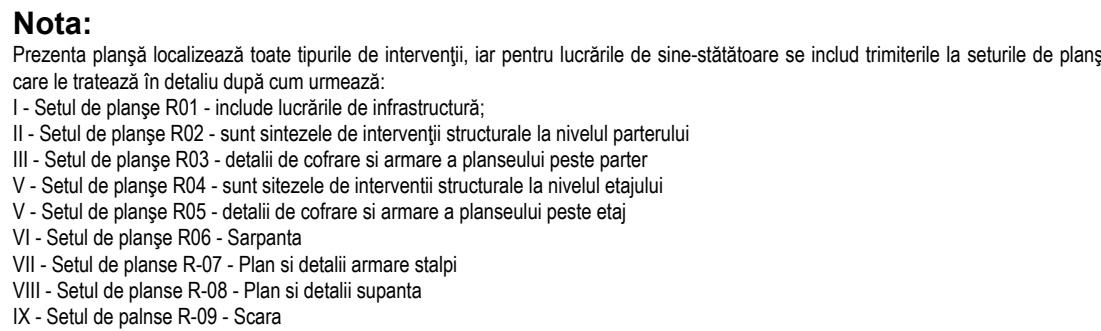 Nota:
Prezenta planşă localizează toate tipurile de intervenţii, iar pentru lucrările de sine-stătătoare se includ trimiterile la seturile de planş
care le tratează în detaliu după cum urmează:
I - Setul de planşe R01 - include lucrările de infrastructură;
II - Setul de planşe R02 - sunt sintezele de intervenţii structurale la nivelul parterului
III - Setul de planşe R03 - detalii de cofrare si armare a planseului peste parter
V - Setul de planşe R04 - sunt sitezele de interventii structurale la nivelul etajului
V - Setul de planşe R05 - detalii de cofrare si armare a planseului peste etaj
VI - Setul de planşe R06 - Sarpanta
VII - Setul de planse R-07 - Plan si detalii armare stalpi
VIII - Setul de planse R-08 - Plan si detalii supanta
IX - Setul de palnse R-09 - Scara